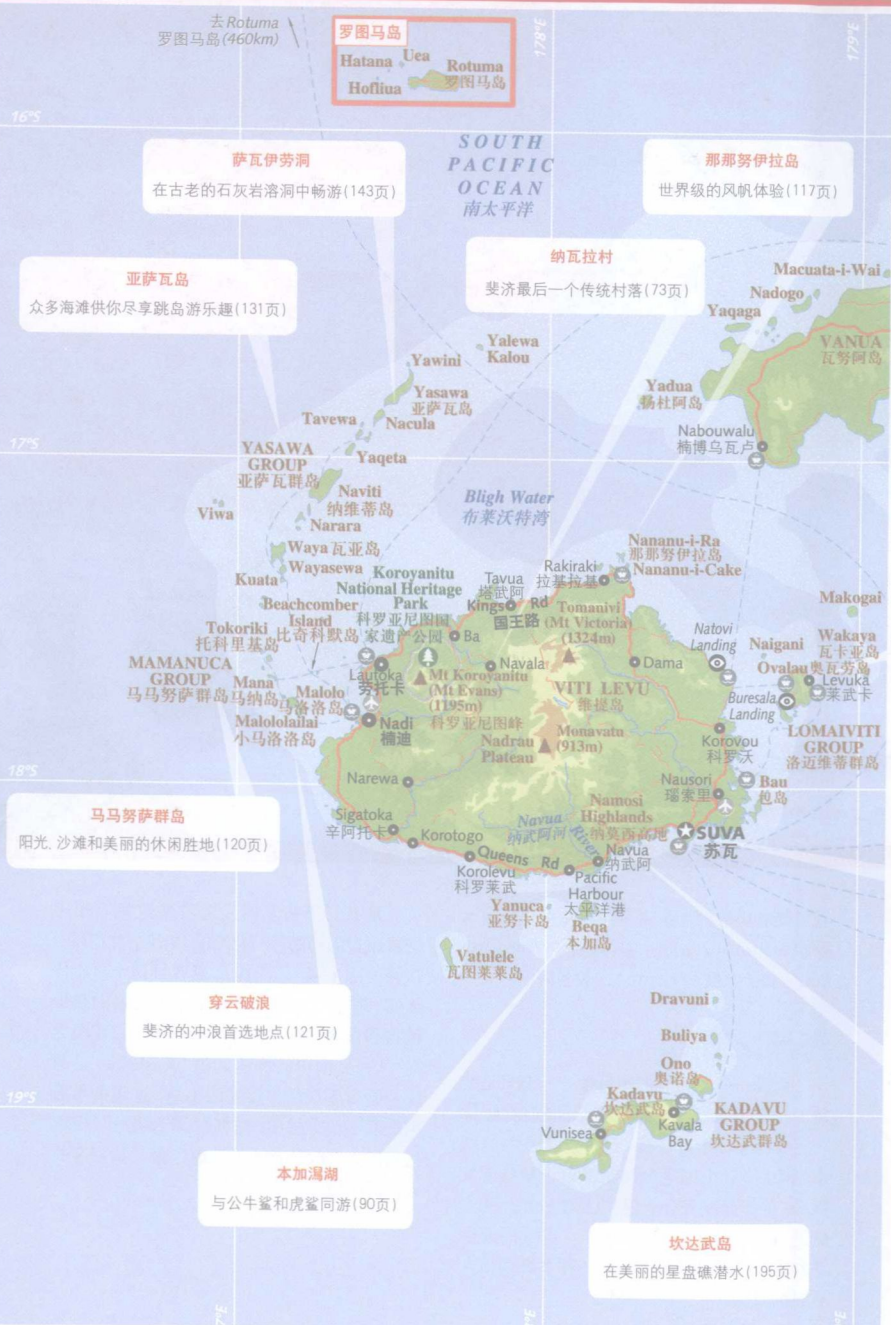 去Rotuma
罗图马岛(460km)
罗图马岛
Hatana
Uea
Rotuma
罗图马岛
Hofliua
178°E
179°E
16°S
SOUTH
PACIFIC
OCEAN
南太平洋
萨瓦伊劳洞
在古老的石灰岩溶洞中畅游(143页)
那那努伊拉岛
世界级的风帆体验(117页)
纳瓦拉村
斐济最后一个传统村落(73页)
亚萨瓦岛
众多海滩供你尽享跳岛游乐趣(131页)
Macuata-i-Wai
Nadogo
Yaqaga
VANUA
瓦努阿岛
Yalewa
Kalou
Yawini
Yasawa
亚萨瓦岛
Yadua
杨杜阿岛
Tavewa
Nacula
Nabouwalu
楠博乌瓦卢
17°S
YASAWA
GROUP
亚萨瓦群岛
Yaqeta
Naviti
纳维蒂岛
Bligh Water
布莱沃特湾
Viwa
Narara
Waya 瓦亚岛
Wayasewa
Kuata
Nananu-i-Ra
那那努伊拉岛
Nananu-i-Cake
Rakiraki
拉基拉基
Koroyanitu
National Heritage
Park
科罗亚尼图国
家遗产公园
Tavua
塔武阿
Kings Rd
国王路
Tomanivi
(Mt Victoria)
(1324m)
Makogai
Beachcomber
Island
比奇科默岛
Tokoriki
托科里基岛
Ba
Natovi
Landing
Naigani
Wakaya
瓦卡亚岛
MAMANUCA
GROUP
马马努萨群岛
Mana
马纳岛
Lautoka
劳托卡
Navala
Dama
Ovalau奥瓦劳岛
Levuka
莱武卡
Malolo
马洛洛岛
Mt Koroyanitu
(Mt Evans)
(1195m)
科罗亚尼图峰
VITI LEVU
维提岛
Buresala
Landing
Malololailai
小马洛洛岛
Nadi
楠迪
Nadrau
Plateau
Monavatu
(913m)
Korovou
科罗沃
LOMAIVITI
GROUP
洛迈维蒂群岛
18°S
Narewa
Nausori
瑙索里
Bau
包岛
马马努萨群岛
阳光、沙滩和美丽的休闲胜地(120页)
Sigatoka
辛阿托卡
Korotogo
Navua River
纳武阿河
Namosi
Highlands
纳莫西高地
SUVA
苏瓦
Queens Rd
Navua
纳武阿
Korolevu
科罗莱武
Pacific
Harbour
太平洋港
Yanuca
亚努卡岛
Beqa
本加岛
Vatulele
瓦图莱莱岛
穿云破浪
斐济的冲浪首选地点(121页)
Dravuni
Buliya
Ono
奥诺岛
19°S
Kadavu
坎达武岛
Vunisea
Kavala
Bay
KADAVU
GROUP
坎达武群岛
本加潟湖
与公牛鲨和虎鲨同游(90页)
坎达武岛
在美丽的星盘礁潜水(195页)